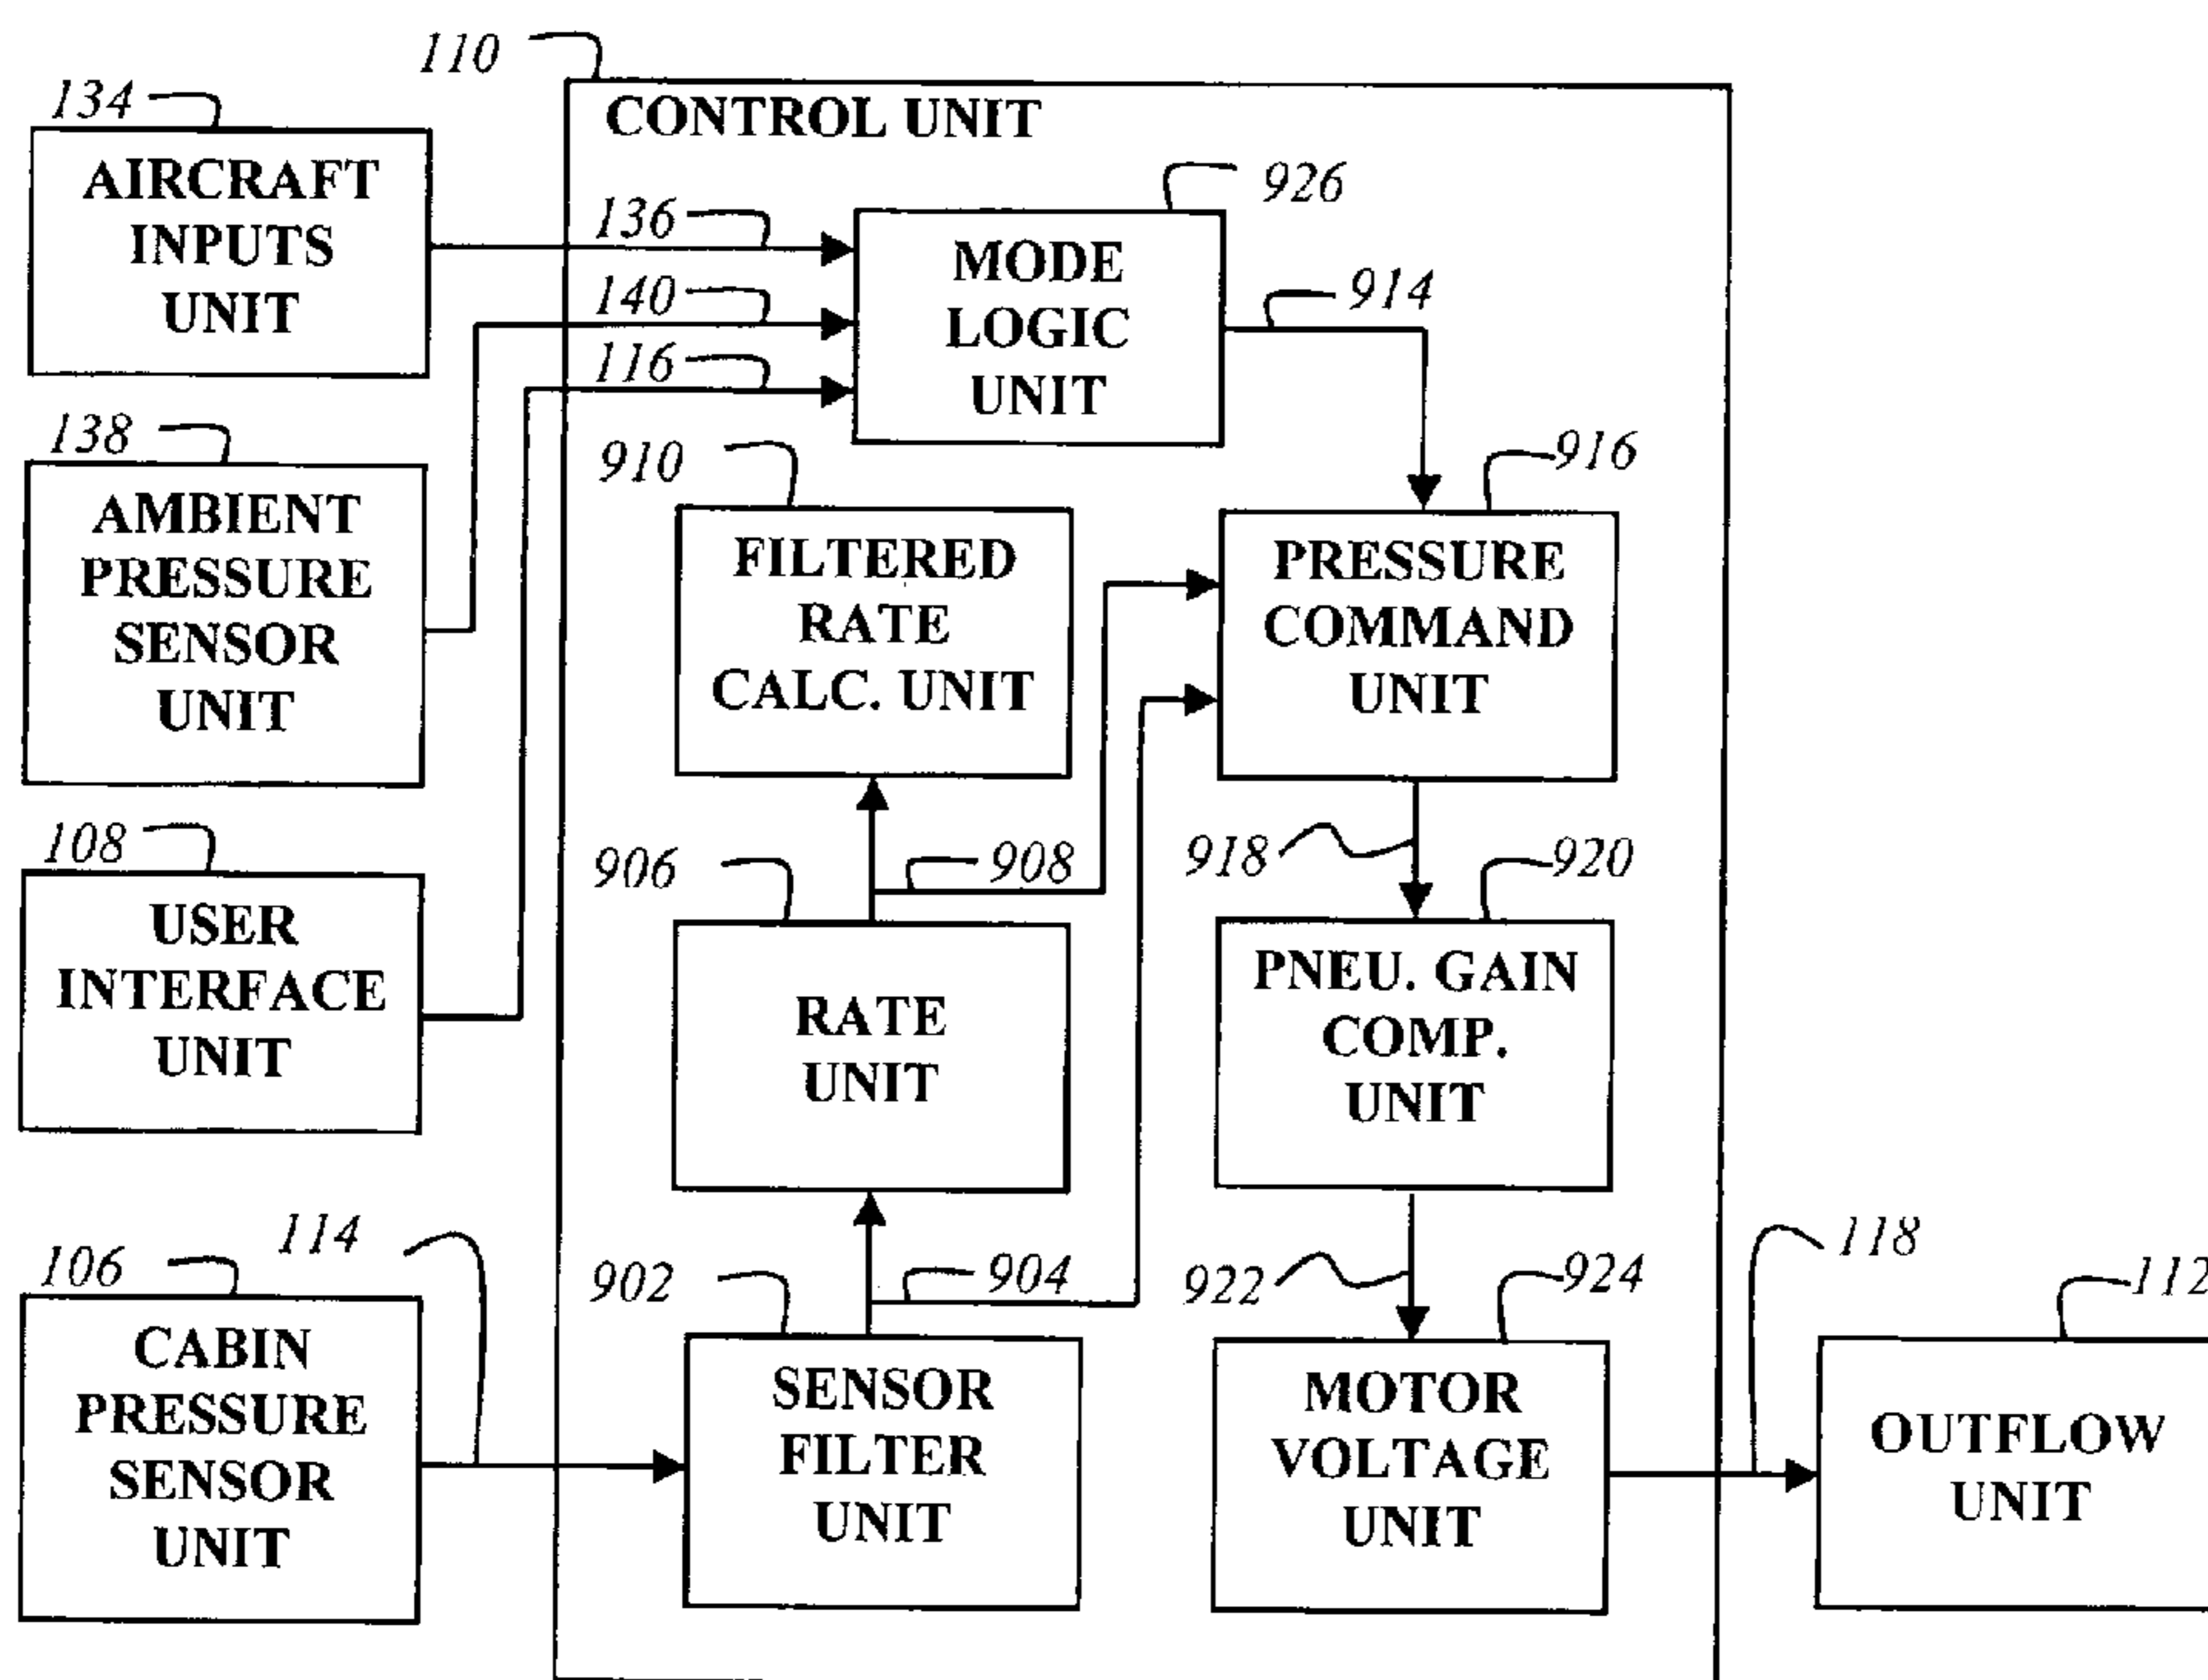 110
134
CONTROL UNIT
AIRCRAFT
INPUTS
UNIT
926
136
140
116
MODE
LOGIC
UNIT
914
138
910
916
AMBIENT
PRESSURE
SENSOR
UNIT
FILTERED
RATE
CALC. UNIT
PRESSURE
COMMAND
UNIT
108
906
908
918
920
USER
INTERFACE
UNIT
RATE
UNIT
PNEU. GAIN
COMP.
UNIT
114
106
902
904
922
924
118
112
CABIN
PRESSURE
SENSOR
UNIT
SENSOR
FILTER
UNIT
MOTOR
VOLTAGE
UNIT
OUTFLOW
UNIT